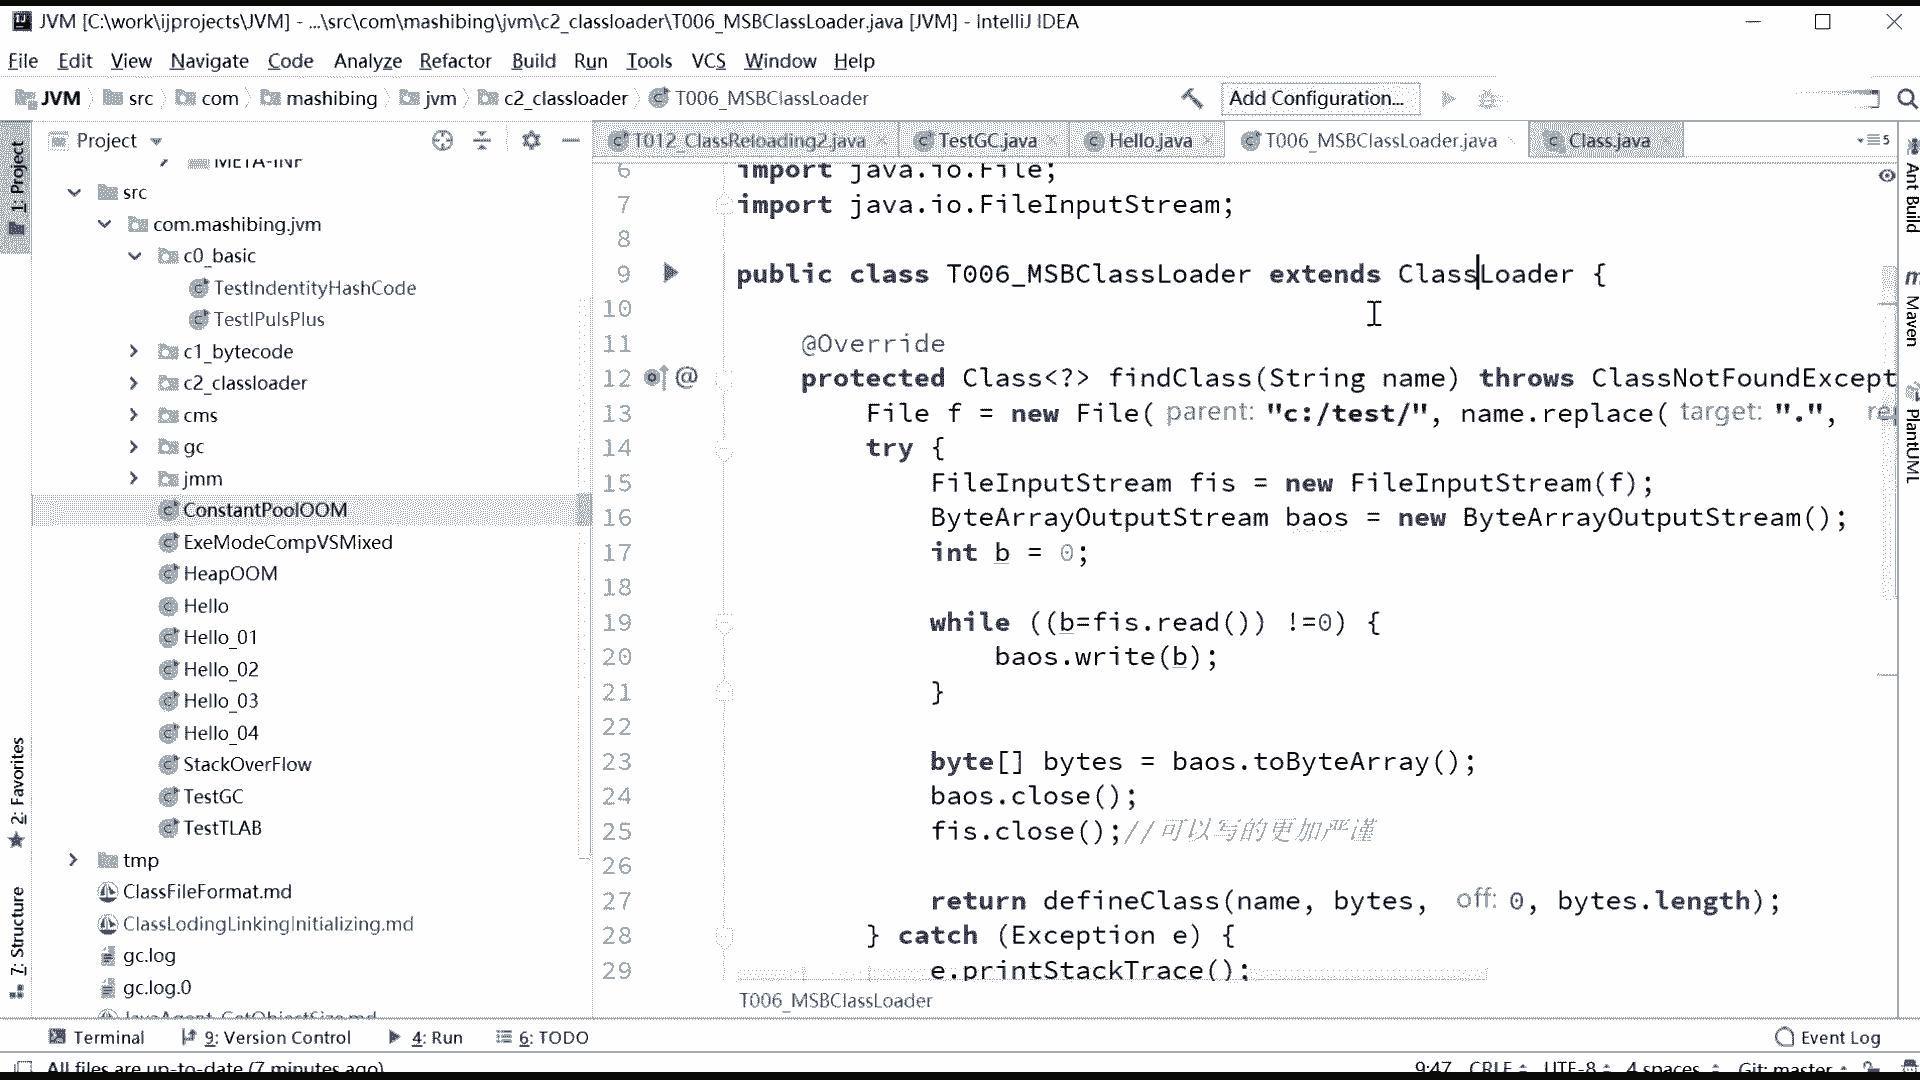 JVM [C:\work\ijprojects\JVM] - ...\src\com\mashibing\jvm\c2_classloader\T006_MSBClassLoader.java [JVM] - IntelliJ IDEA
File Edit View Navigate Code Analyze Refactor Build Run Tools VCS Window Help
JVM src com mashibing jvm c2_classloader T006_MSBClassLoader Add Configuration...
Project
T012_ClassReloading2.java TestGC.java Hello.java T006_MSBClassLoader.java Class.java 5
1: Project
2: Favorites
7: Structure
META-INF
src
com.mashibing.jvm
c0_basic
TestIndentityHashCode
TestIPulsPlus
c1_bytecode
c2_classloader
cms
gc
jmm
ConstantPoolOOM
ExeModeCompVSMixed
HeapOOM
Hello
Hello_01
Hello_02
Hello_03
Hello_04
StackOverFlow
TestGC
TestTLAB
tmp
ClassFileFormat.md
ClassLodingLinkingInitializing.md
gc.log
gc.log.0
JavaAgent_GetObjectSize.md
6 import java.io.File;
7 import java.io.FileInputStream;
8
9 public class T006_MSBClassLoader extends ClassLoader {
10
11 @Override
12 @ protected Class<?> findClass(String name) throws ClassNotFoundExcept
13 File f = new File( parent: "c:/test/", name.replace( target: ".", rep
14 try {
15 FileInputStream fis = new FileInputStream(f);
16 ByteArrayOutputStream baos = new ByteArrayOutputStream();
17 int b = 0;
18
19 while ((b=fis.read()) !=0) {
20 baos.write(b);
21 }
22
23 byte[] bytes = baos.toByteArray();
24 baos.close();
25 fis.close();//可以写的更加严谨
26
27 return defineClass(name, bytes, off: 0, bytes.length);
28 } catch (Exception e) {
29 e.printStackTrace();
T006_MSBClassLoader
Ant Build
Maven
PlantUML
Terminal 9: Version Control 4: Run 6: TODO Event Log
All files are up-to-date (7 minutes ago) 9:47 CRLF UTF-8 4 spaces Git: master